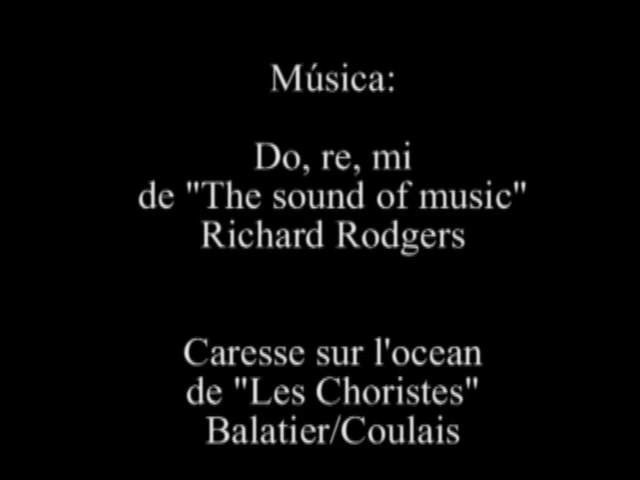 Música:
Do, re, mi
de "The sound of music"
Richard Rodgers
Caresse sur l'ocean
de "Les Choristes"
Balatier/Coulais